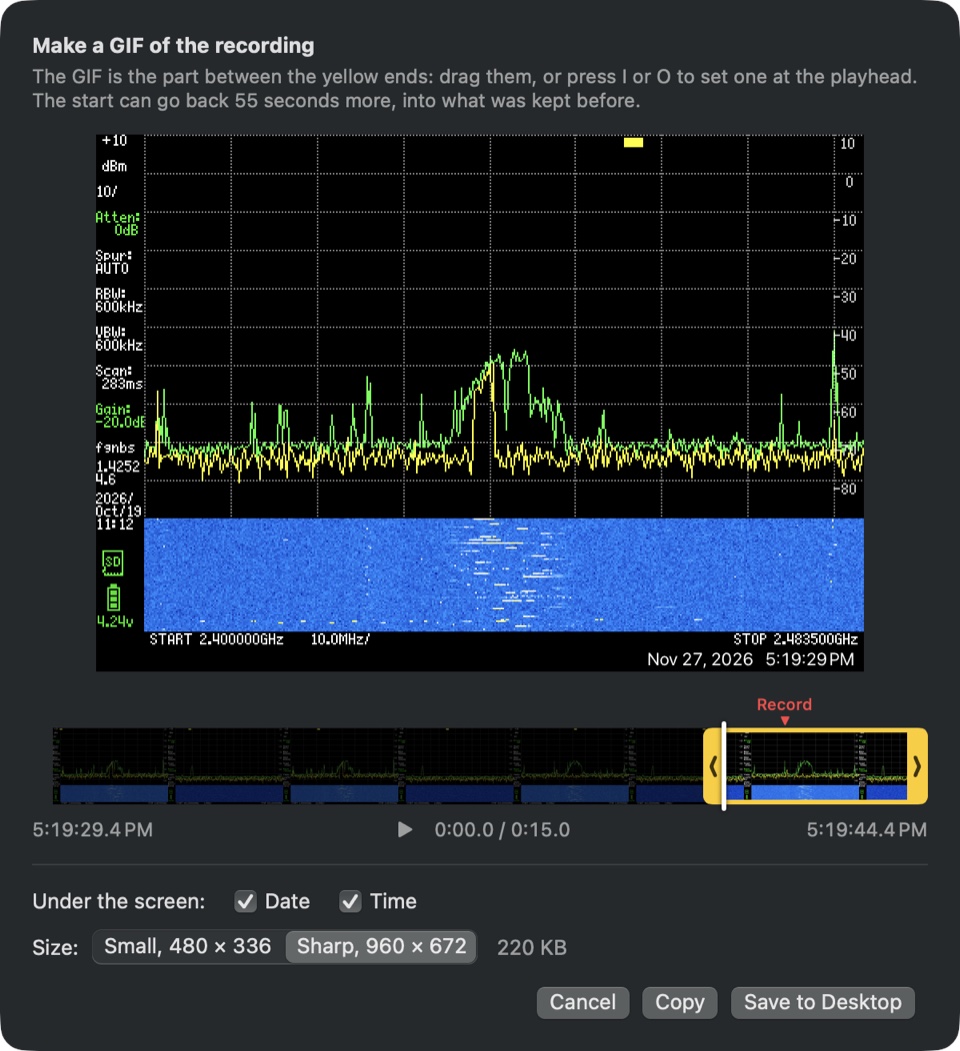 Make a GIF of the recording
The GIF is the part between the yellow ends: drag them, or press I or O to set one at the playhead.
The start can go back 55 seconds more, into what was kept before.
+10
dBm
10/
Atten:
0dB
Spur:
AUTO
RBW:
600kHz
VBW:
600kHz
Scan:
283ms
Gain:
-20.0dB
fgnbs
1.4252
4.6
2026/
Oct/19
11:12
SD
4.24v
10
0
-10
-20
-30
-40
-50
-60
-70
-80
START 2.400000GHz 10.0MHz/ STOP 2.483500GHz
Nov 27, 2026 5:19:29 PM
Record
5:19:29.4 PM 0:00.0 / 0:15.0 5:19:44.4 PM
Under the screen: Date Time
Size: Small, 480 × 336 Sharp, 960 × 672 220 KB
Cancel Copy Save to Desktop